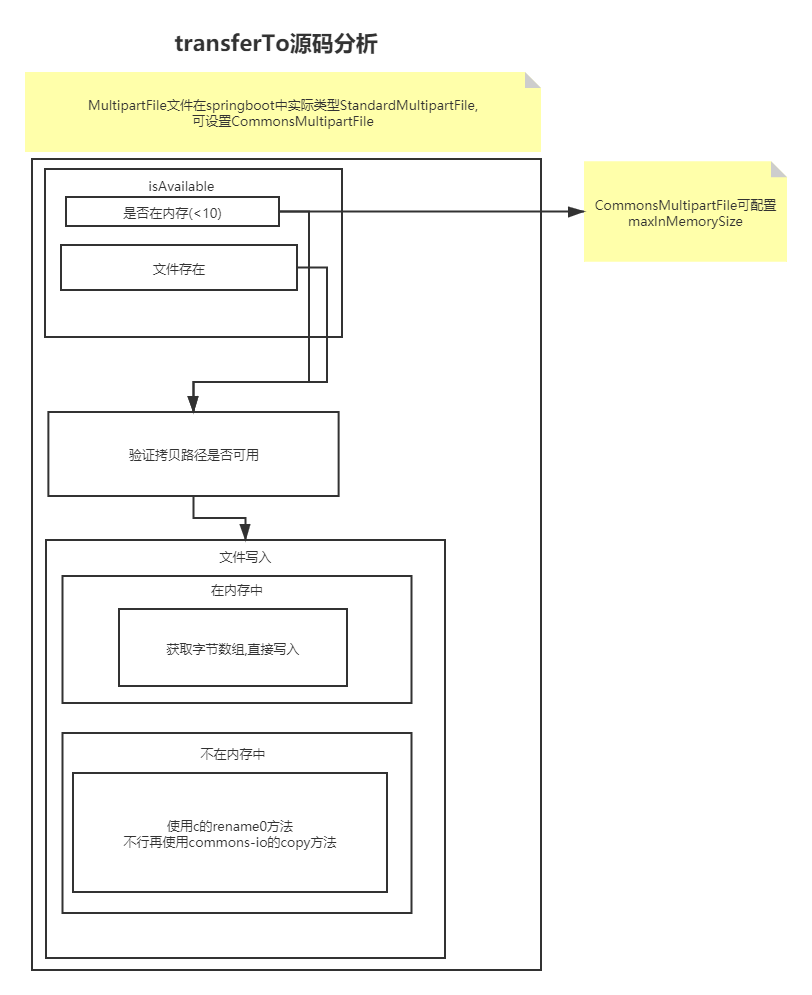 transferTo源码分析
MultipartFile文件在springboot中实际类型StandardMultipartFile,
可设置CommonsMultipartFile
isAvailable
是否在内存(<10)
CommonsMultipartFile可配置
maxInMemorySize
文件存在
验证拷贝路径是否可用
文件写入
在内存中
获取字节数组,直接写入
不在内存中
使用c的rename0方法
不行再使用commons-io的copy方法